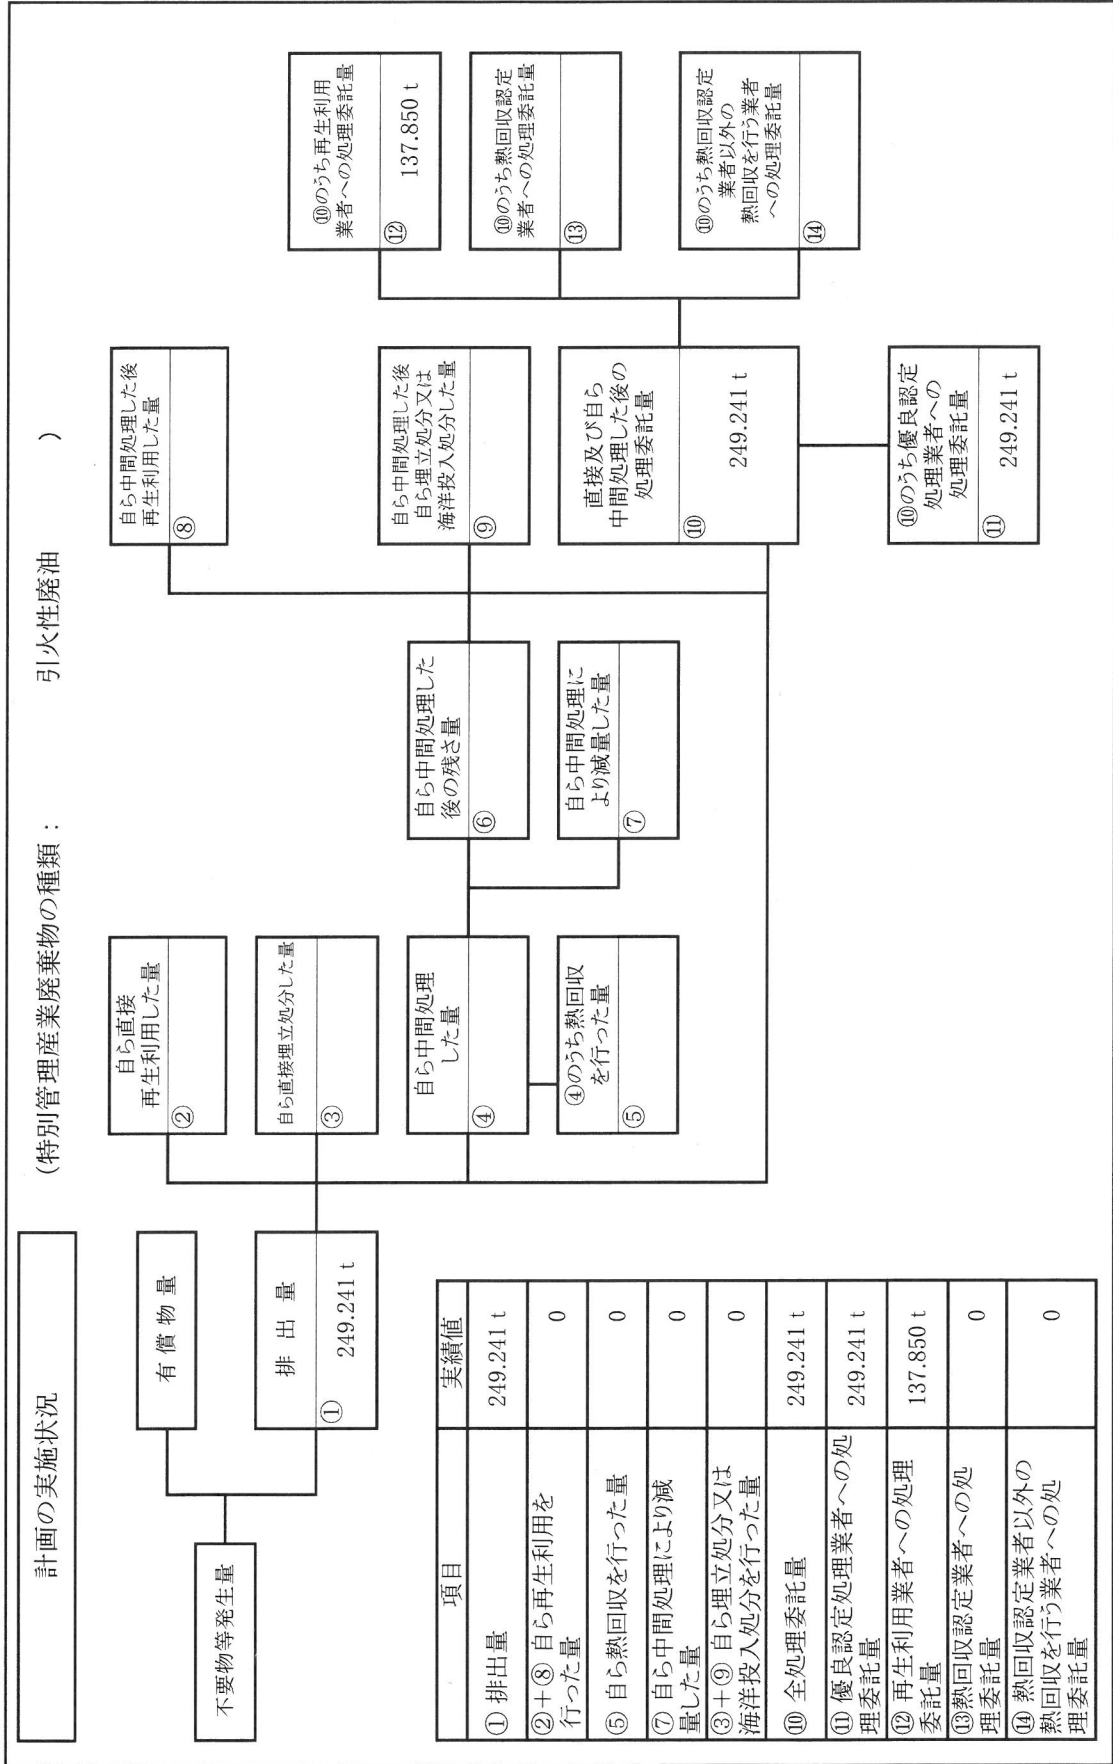 計画の実施状況
(特別管理産業廃棄物の種類： 引火性廃油 )
不要物等発生量
有償物量
排出量
① 249.241 t
自ら直接
再生利用した量
②
自ら直接埋立処分した量
③
自ら中間処理
した量
④
④のうち熱回収
を行った量
⑤
自ら中間処理した
後の残さ量
⑥
自ら中間処理に
より減量した量
⑦
自ら中間処理した後
再生利用した量
⑧
自ら中間処理した後
自ら埋立処分又は
海洋投入処分した量
⑨
直接及び自ら
中間処理した後の
処理委託量
⑩
249.241 t
⑩のうち優良認定
処理業者への
処理委託量
⑪ 249.241 t
⑩のうち再生利用
業者への処理委託量
⑫ 137.850 t
⑩のうち熱回収認定
業者への処理委託量
⑬
⑩のうち熱回収認定
業者以外の
熱回収を行う業者
への処理委託量
⑭
項目 実績値
① 排出量 249.241 t
②+⑧ 自ら再生利用を
行った量 0
⑤ 自ら熱回収を行った量 0
⑦ 自ら中間処理により減
量した量 0
③+⑨ 自ら埋立処分又は
海洋投入処分を行った量 0
⑩ 全処理委託量 249.241 t
⑪ 優良認定処理業者への処
理委託量 249.241 t
⑫ 再生利用業者への処理
委託量 137.850 t
⑬熱回収認定業者への処
理委託量 0
⑭ 熱回収認定業者以外の
熱回収を行う業者への処
理委託量 0